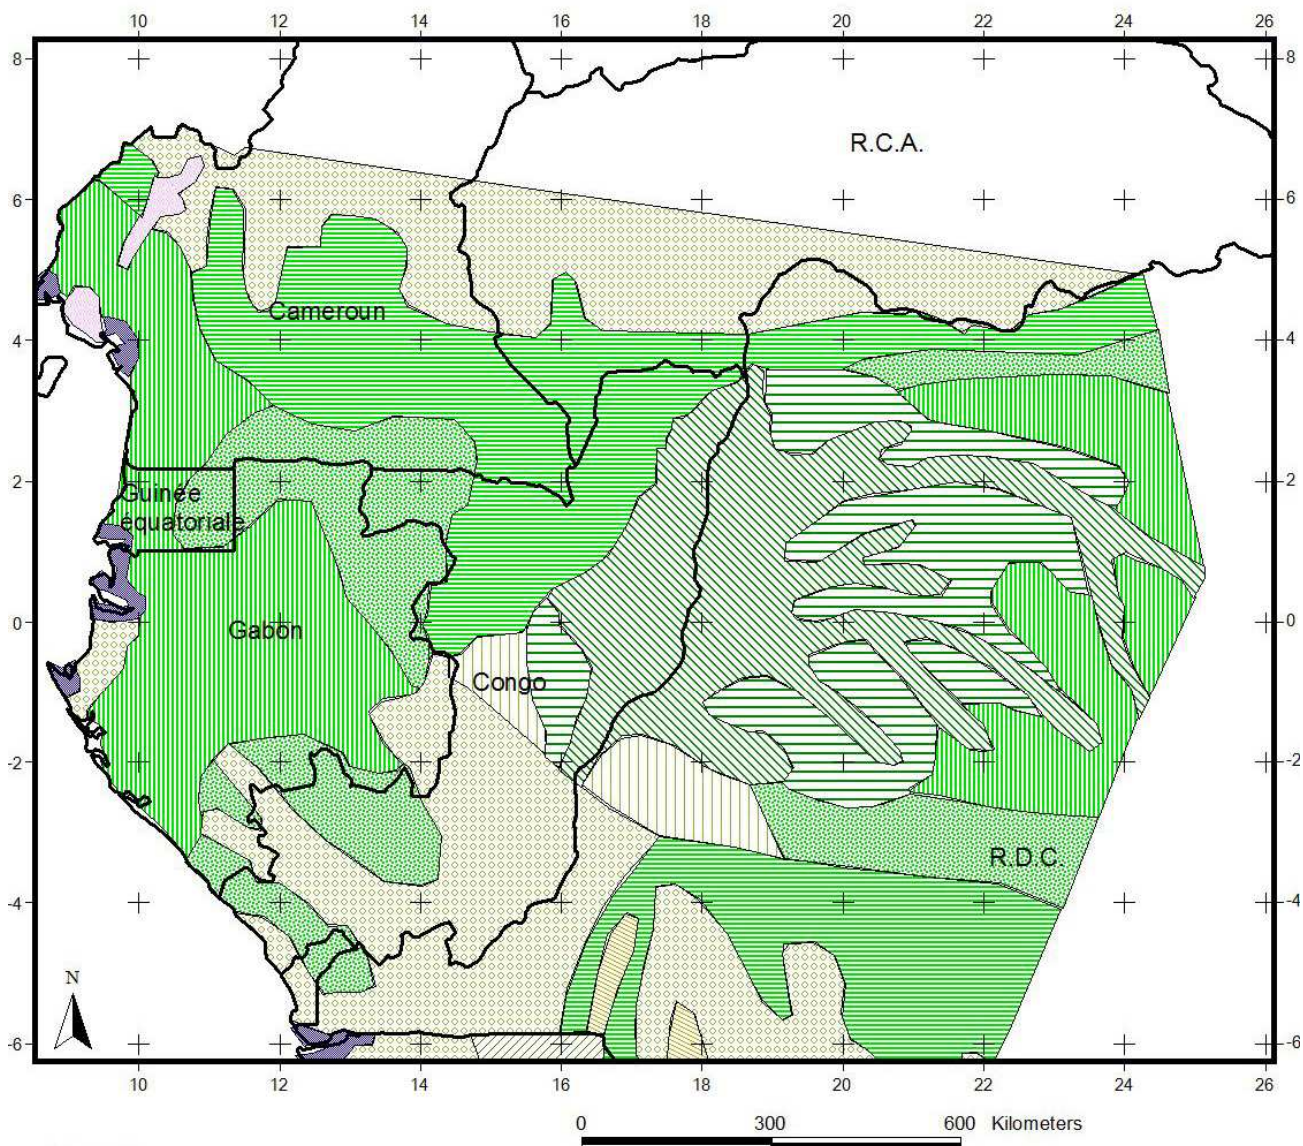 10 12 14 16 18 20 22 24 26
8 8
R.C.A.
6 6
Cameroun
4 4
2 2
Guinée
équatoriale
0 0
Gabon
Congo
-2 -2
R.D.C.
-4 -4
N
-6 -6
10 12 14 16 18 20 22 24 26
0 300 600 Kilometers